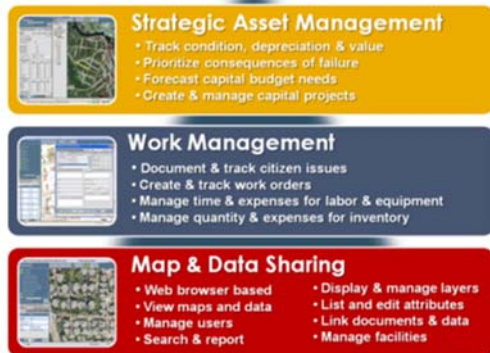 Strategic Asset Management
• Track condition, depreciation & value
• Prioritize consequences of failure
• Forecast capital budget needs
• Create & manage capital projects
Work Management
• Document & track citizen issues
• Create & track work orders
• Manage time & expenses for labor & equipment
• Manage quantity & expenses for inventory
Map & Data Sharing
• Web browser based
• View maps and data
• Manage users
• Search & report
• Display & manage layers
• List and edit attributes
• Link documents & data
• Manage facilities